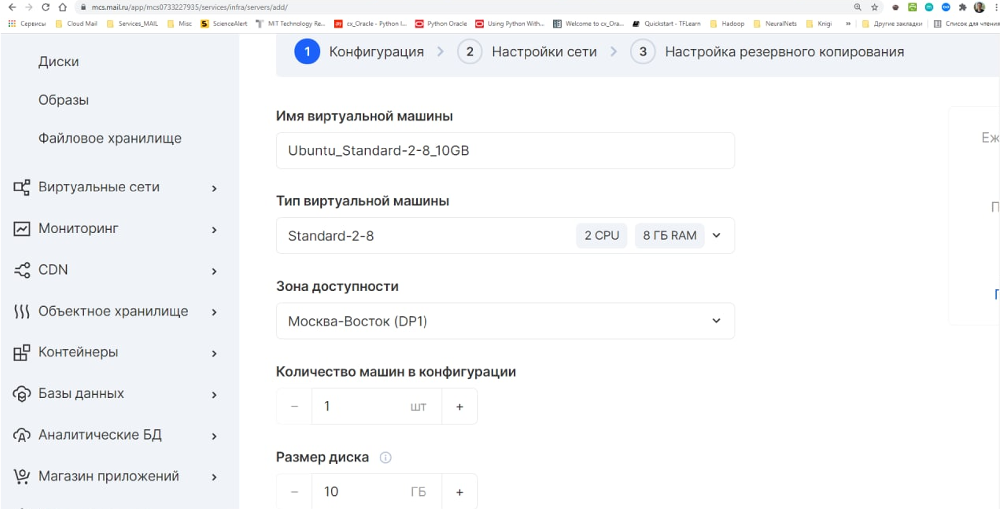 mcs.mail.ru/app/mcs0733227935/services/infra/servers/add/
Сервисы Cloud Mail Services_MAIL Misc ScienceAlert MIT Technology Re... cx_Oracle - Python I... Python Oracle Using Python With... Welcome to cx_Ora... Quickstart - TFLearn Hadoop NeuralNets Knigi » Другие закладки Список для чтения
1 Конфигурация 2 Настройки сети 3 Настройка резервного копирования
Диски
Образы
Файловое хранилище
Виртуальные сети
Мониторинг
CDN
Объектное хранилище
Контейнеры
Базы данных
Аналитические БД
Магазин приложений
Имя виртуальной машины
Ubuntu_Standard-2-8_10GB
Тип виртуальной машины
Standard-2-8 2 CPU 8 ГБ RAM
Зона доступности
Москва-Восток (DP1)
Количество машин в конфигурации
− 1 шт +
Размер диска
− 10 ГБ +